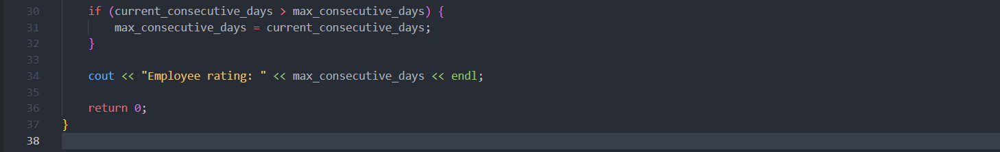 30 if (current_consecutive_days > max_consecutive_days) {
31 max_consecutive_days = current_consecutive_days;
32 }
33
34 cout << "Employee rating: " << max_consecutive_days << endl;
35
36 return 0;
37 }
38